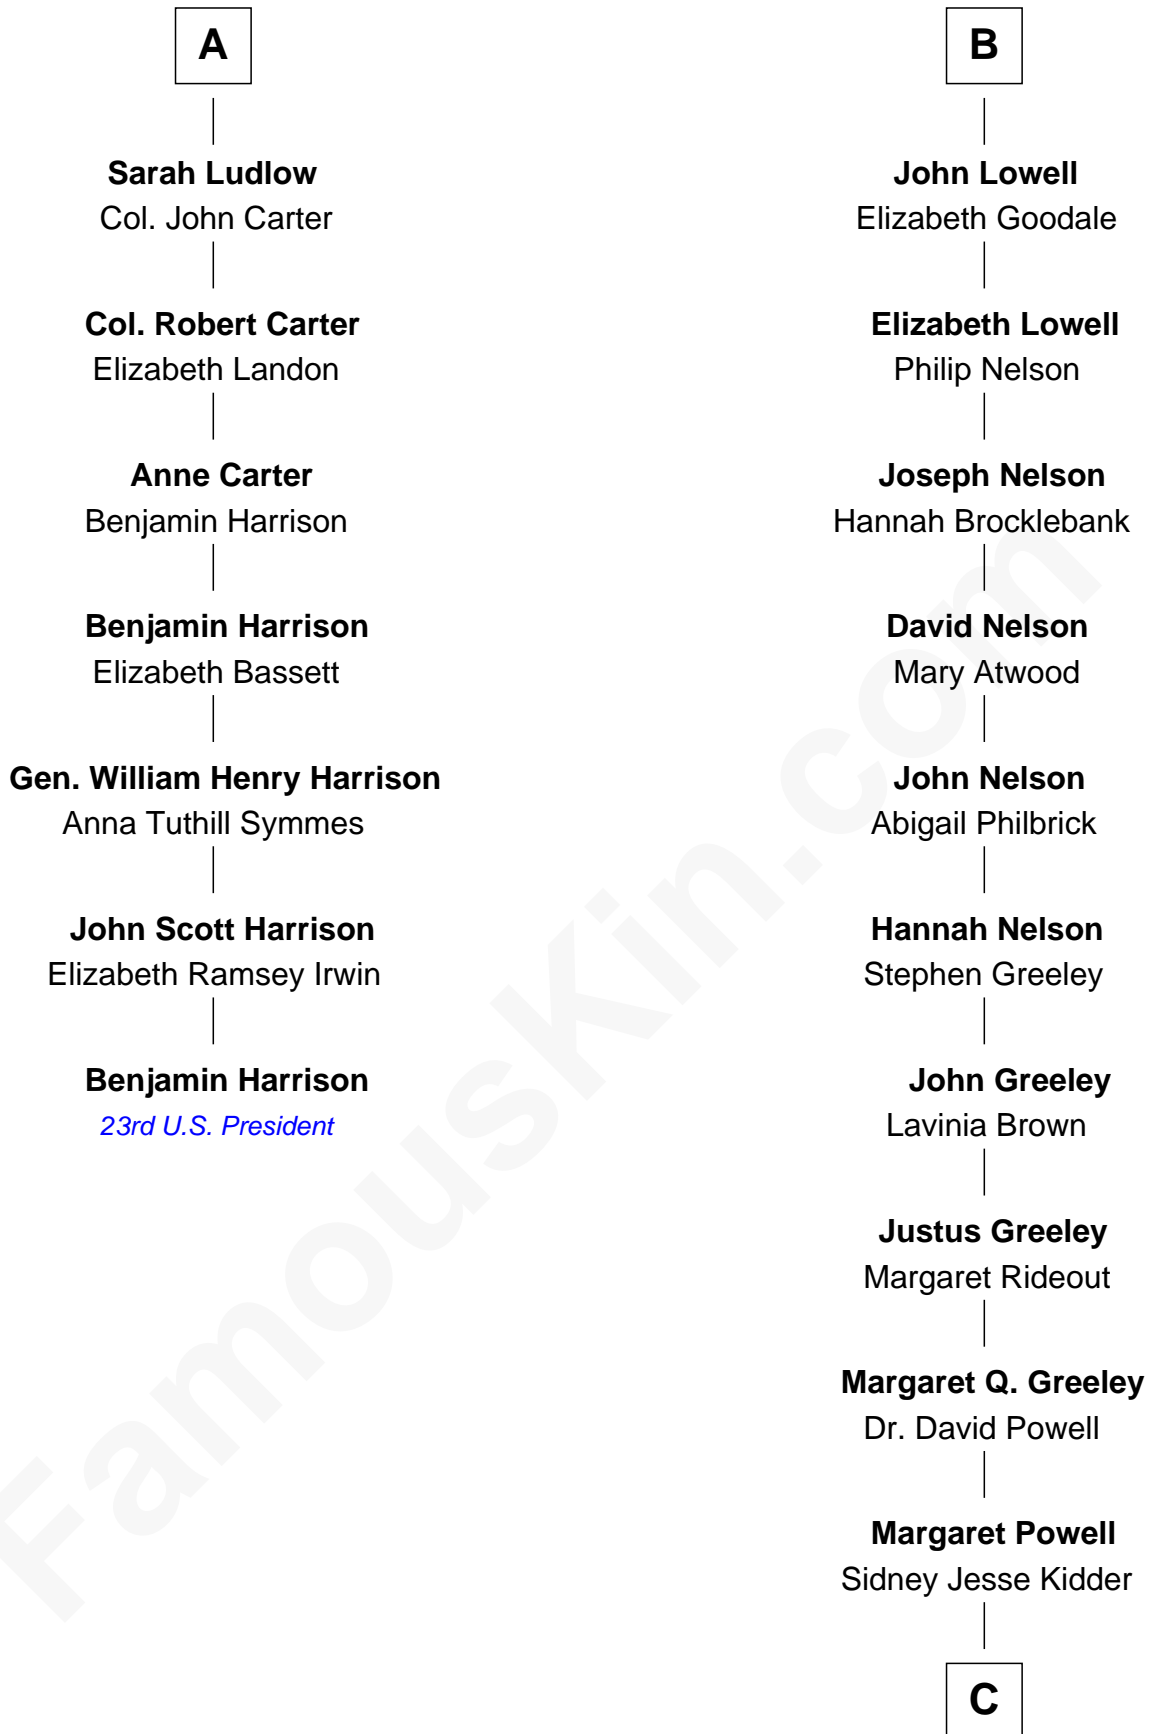 A
Sarah Ludlow
Col. John Carter
Col. Robert Carter
Elizabeth Landon
Anne Carter
Benjamin Harrison
Benjamin Harrison
Elizabeth Bassett
Gen. William Henry Harrison
Anna Tuthill Symmes
John Scott Harrison
Elizabeth Ramsey Irwin
Benjamin Harrison
23rd U.S. President
B
John Lowell
Elizabeth Goodale
Elizabeth Lowell
Philip Nelson
Joseph Nelson
Hannah Brocklebank
David Nelson
Mary Atwood
John Nelson
Abigail Philbrick
Hannah Nelson
Stephen Greeley
John Greeley
Lavinia Brown
Justus Greeley
Margaret Rideout
Margaret Q. Greeley
Dr. David Powell
Margaret Powell
Sidney Jesse Kidder
C
FamousKin.com